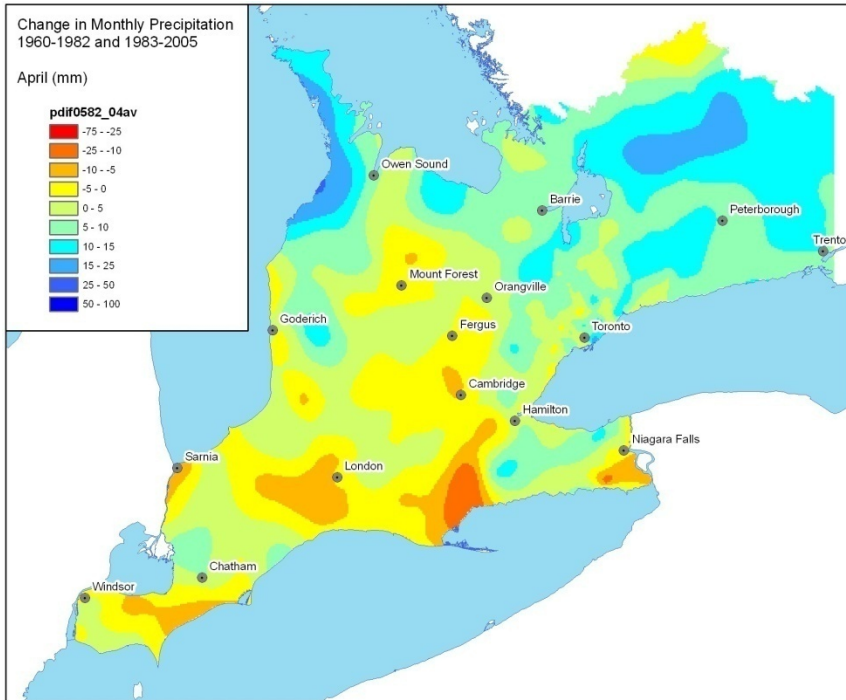 Change in Monthly Precipitation
1960-1982 and 1983-2005
April (mm)
pdif0582_04av
-75 - -25
-25 - -10
-10 - -5
-5 - 0
0 - 5
5 - 10
10 - 15
15 - 25
25 - 50
50 - 100
Owen Sound
Barrie
Peterborough
Trento
Mount Forest
Orangville
Goderich
Fergus
Toronto
Cambridge
Hamilton
Niagara Falls
Sarnia
London
Chatham
Windsor